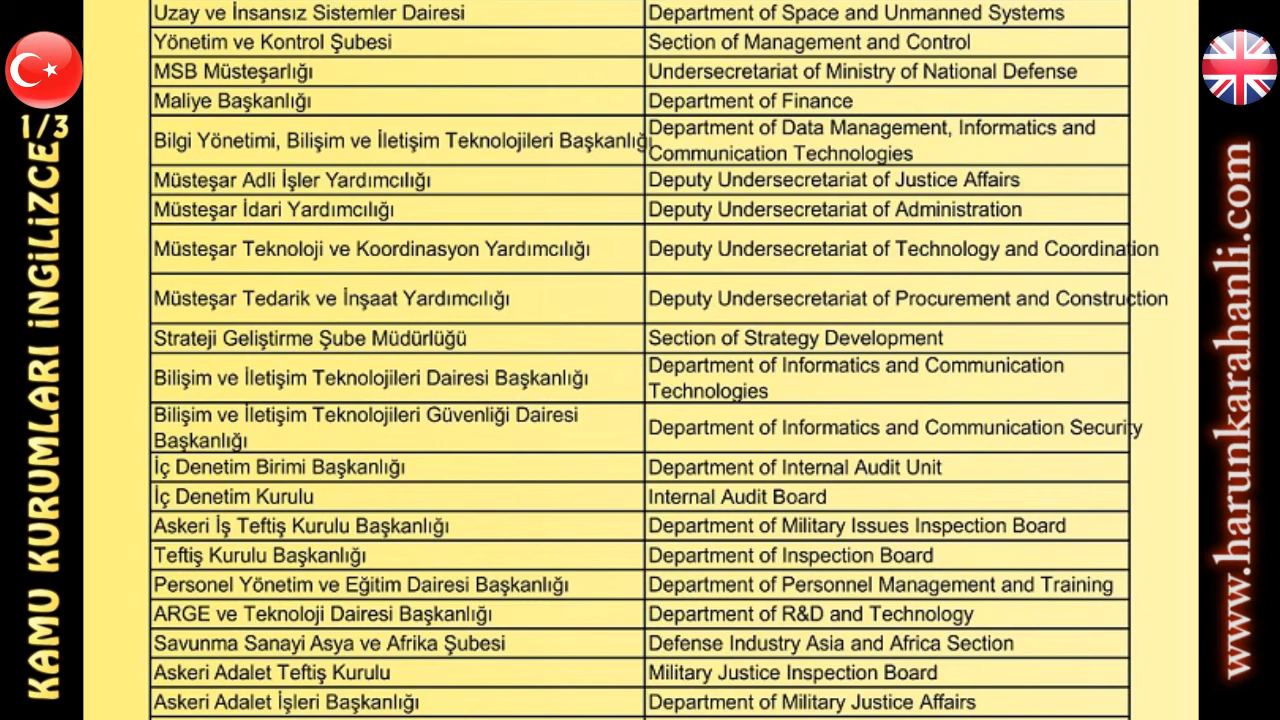 Uzay ve İnsansız Sistemler Dairesi
Department of Space and Unmanned Systems
Yönetim ve Kontrol Şubesi
Section of Management and Control
MSB Müsteşarlığı
Undersecretariat of Ministry of National Defense
Maliye Başkanlığı
Department of Finance
Bilgi Yönetimi, Bilişim ve İletişim Teknolojileri Başkanlığı
Department of Data Management, Informatics and
Communication Technologies
Müsteşar Adli İşler Yardımcılığı
Deputy Undersecretariat of Justice Affairs
Müsteşar İdari Yardımcılığı
Deputy Undersecretariat of Administration
Müsteşar Teknoloji ve Koordinasyon Yardımcılığı
Deputy Undersecretariat of Technology and Coordination
Müsteşar Tedarik ve İnşaat Yardımcılığı
Deputy Undersecretariat of Procurement and Construction
Strateji Geliştirme Şube Müdürlüğü
Section of Strategy Development
Bilişim ve İletişim Teknolojileri Dairesi Başkanlığı
Department of Informatics and Communication
Technologies
Bilişim ve İletişim Teknolojileri Güvenliği Dairesi
Başkanlığı
Department of Informatics and Communication Security
İç Denetim Birimi Başkanlığı
Department of Internal Audit Unit
İç Denetim Kurulu
Internal Audit Board
Askeri İş Teftiş Kurulu Başkanlığı
Department of Military Issues Inspection Board
Teftiş Kurulu Başkanlığı
Department of Inspection Board
Personel Yönetim ve Eğitim Dairesi Başkanlığı
Department of Personnel Management and Training
ARGE ve Teknoloji Dairesi Başkanlığı
Department of R&D and Technology
Savunma Sanayi Asya ve Afrika Şubesi
Defense Industry Asia and Africa Section
Askeri Adalet Teftiş Kurulu
Military Justice Inspection Board
Askeri Adalet İşleri Başkanlığı
Department of Military Justice Affairs
1/3
KAMU KURUMLARI İNGİLİZCESİ
www.harunkarahanli.com